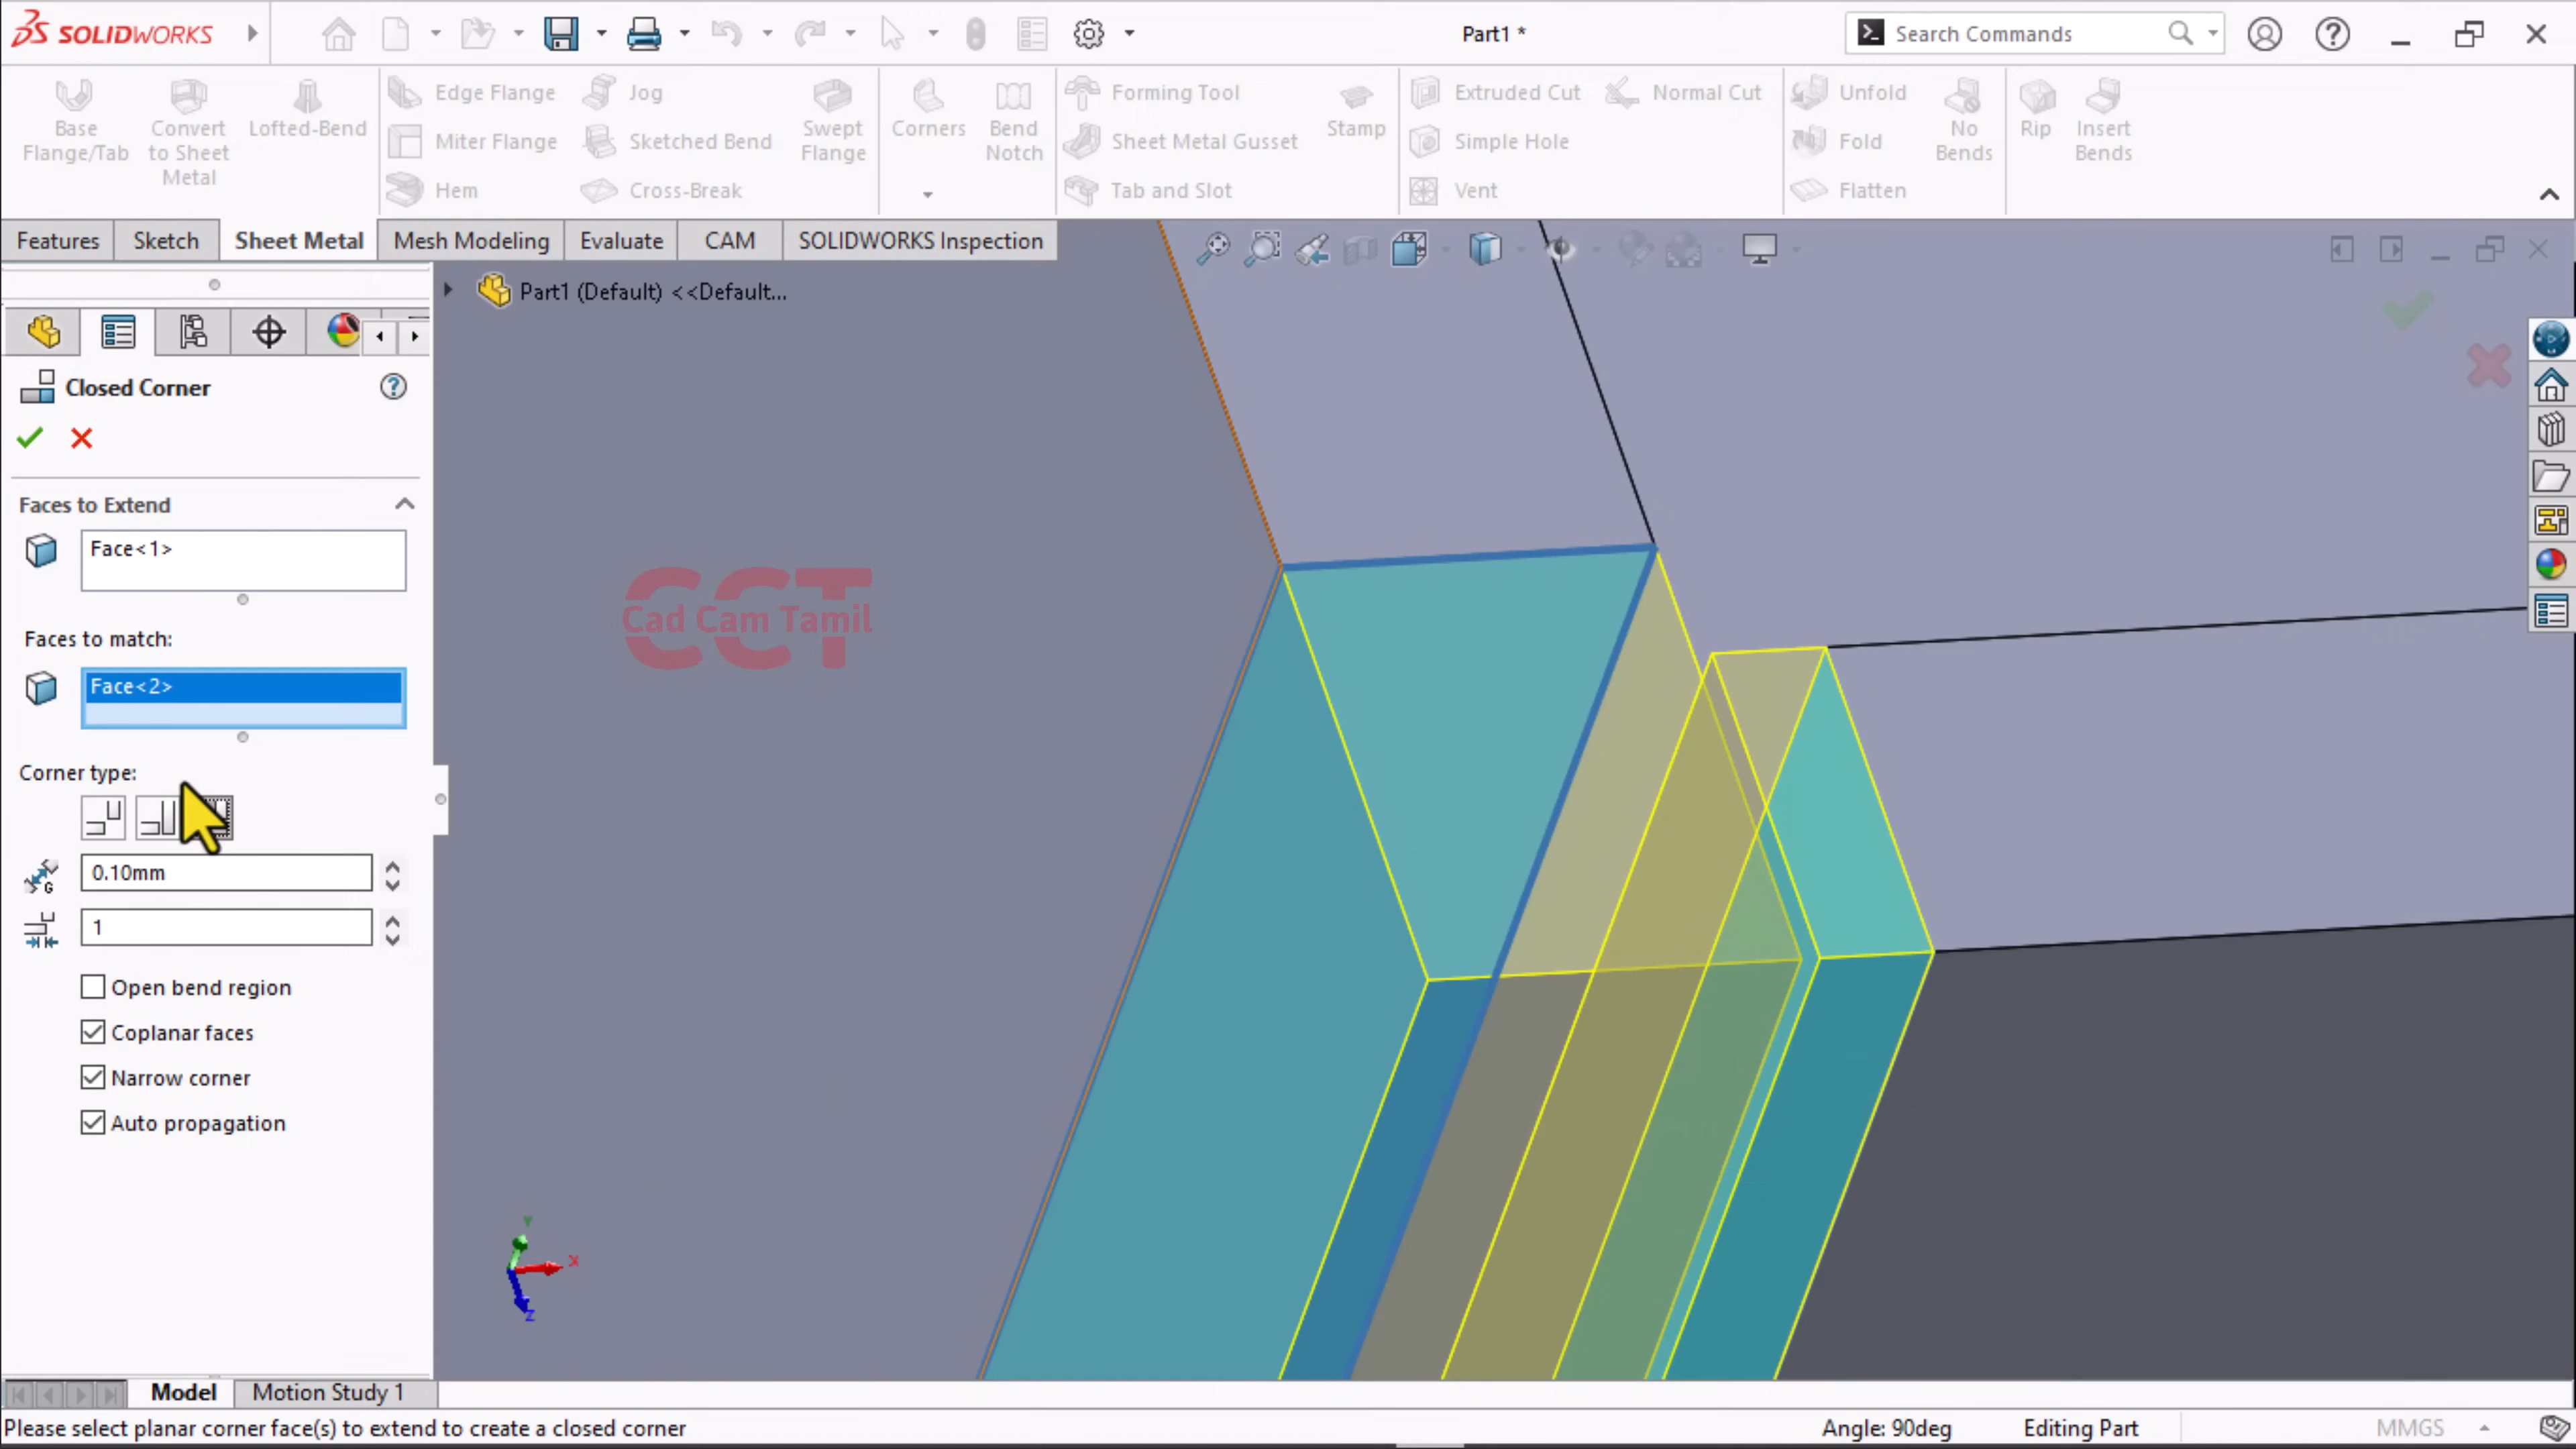 SOLIDWORKS
Part1 *
Search Commands
Base Flange/Tab
Convert to Sheet Metal
Lofted-Bend
Edge Flange
Miter Flange
Hem
Jog
Sketched Bend
Cross-Break
Swept Flange
Corners
Bend Notch
Forming Tool
Sheet Metal Gusset
Tab and Slot
Stamp
Extruded Cut
Simple Hole
Vent
Normal Cut
Unfold
Fold
Flatten
No Bends
Rip
Insert Bends
Features
Sketch
Sheet Metal
Mesh Modeling
Evaluate
CAM
SOLIDWORKS Inspection
Part1 (Default) <<Default...
Closed Corner
Faces to Extend
Face<1>
Faces to match:
Face<2>
Corner type:
0.10mm
1
Open bend region
Coplanar faces
Narrow corner
Auto propagation
CCT
Cad Cam Tamil
Y
X
Z
Model
Motion Study 1
Please select planar corner face(s) to extend to create a closed corner
Angle: 90deg
Editing Part
MMGS